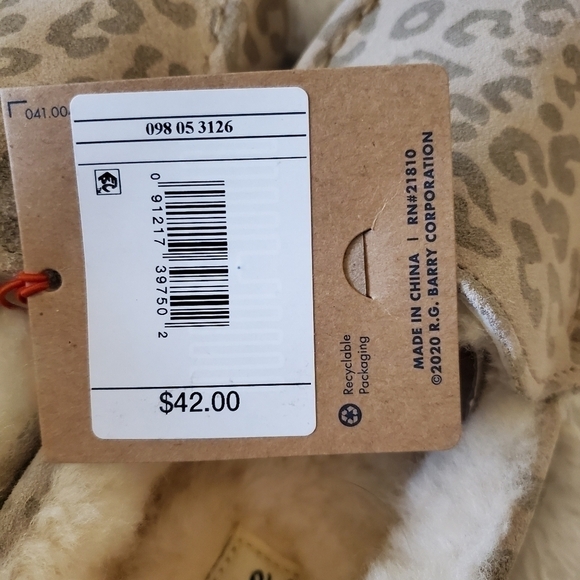 041.00
098 05 3126
0 91217 39750 2
$42.00
Recyclable
Packaging
MADE IN CHINA | RN#21810
©2020 R.G. BARRY CORPORATION